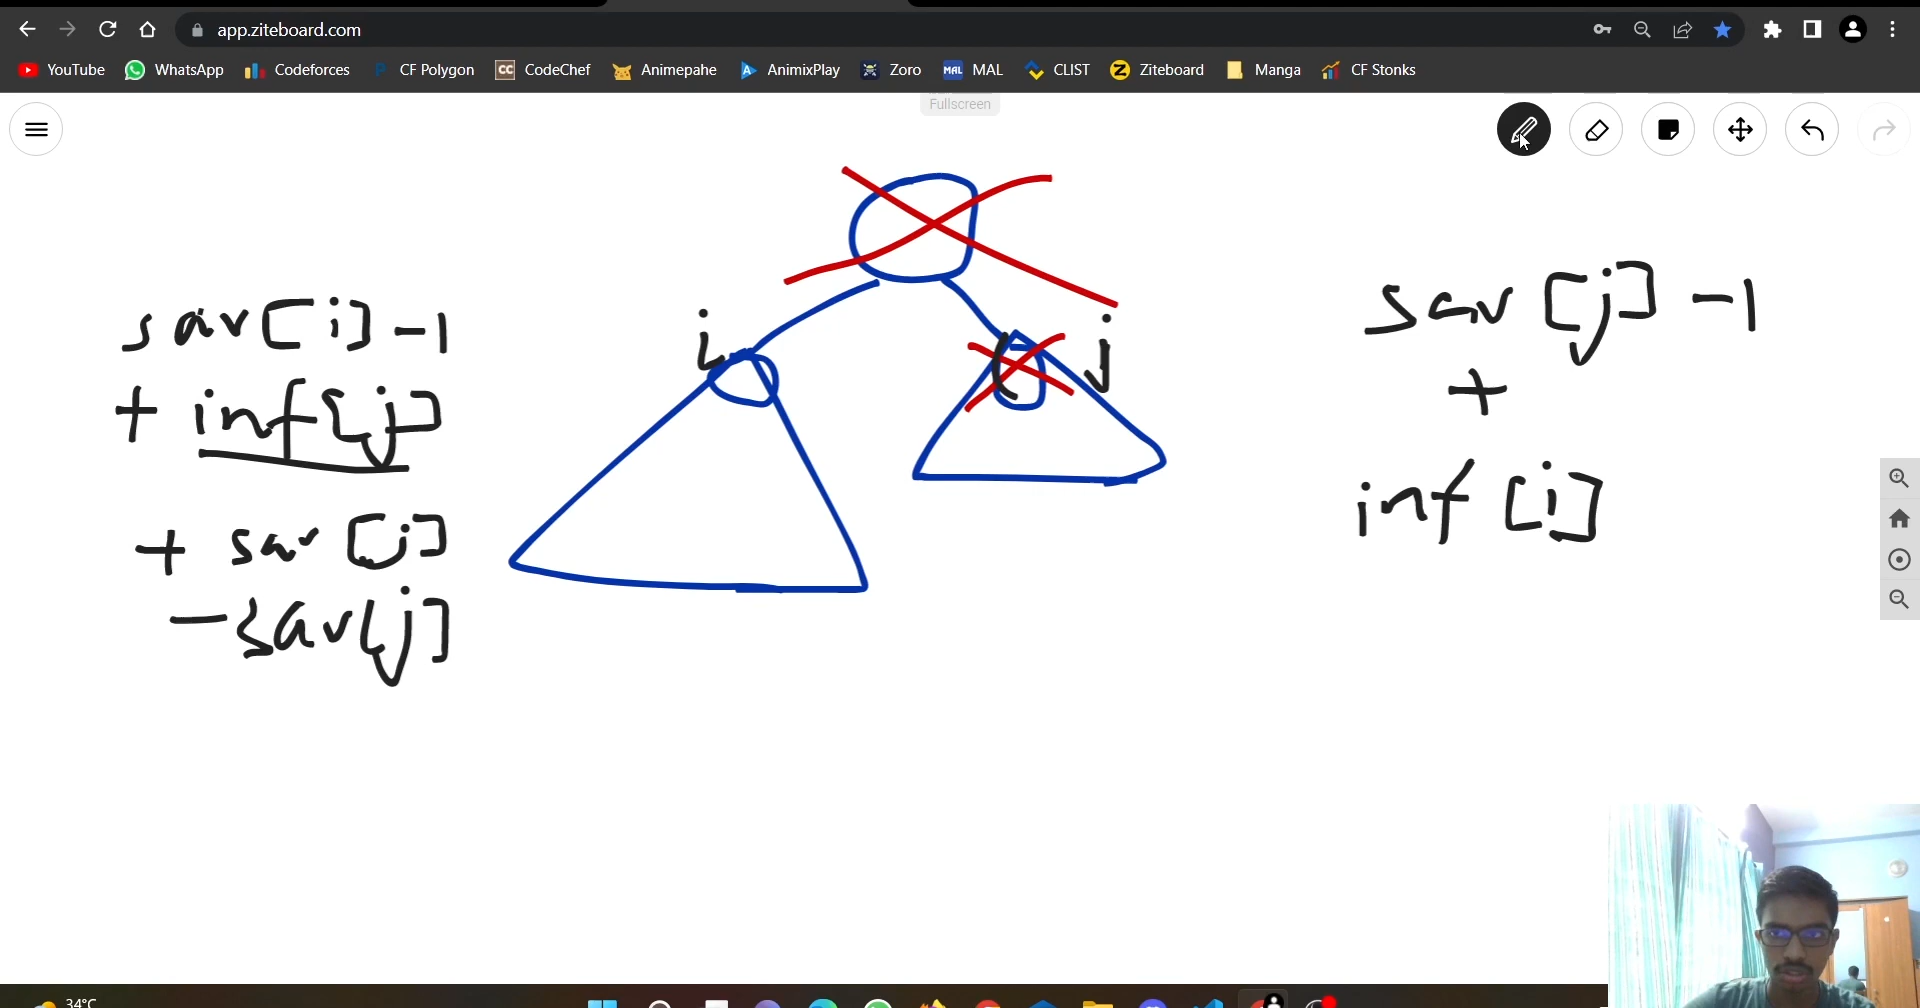 app.ziteboard.com
YouTube WhatsApp Codeforces CF Polygon CodeChef Animepahe AnimixPlay Zoro MAL CLIST Ziteboard Manga CF Stonks
Fullscreen
sav[i]-1
+ inf[j]
+ sav[j]
-sav[j]
i
j
sav[j]-1
+
inf[i]
34°C